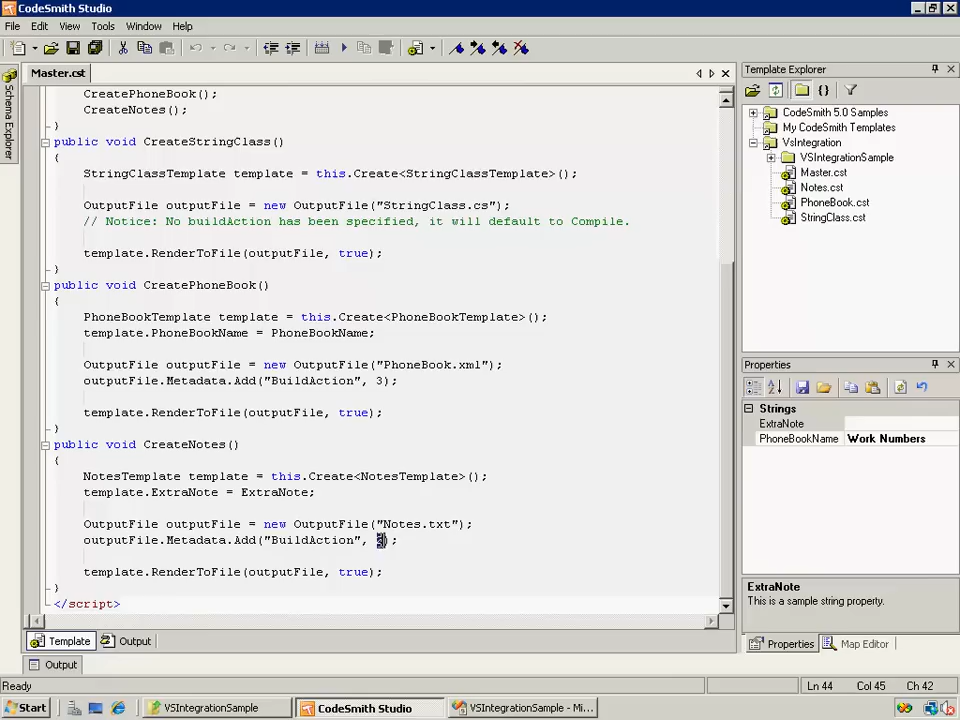 CodeSmith Studio
File Edit View Tools Window Help
Master.cst
Schema Explorer
CreatePhoneBook();
CreateNotes();
}
public void CreateStringClass()
{
StringClassTemplate template = this.Create<StringClassTemplate>();
OutputFile outputFile = new OutputFile("StringClass.cs");
// Notice: No buildAction has been specified, it will default to Compile.
template.RenderToFile(outputFile, true);
}
public void CreatePhoneBook()
{
PhoneBookTemplate template = this.Create<PhoneBookTemplate>();
template.PhoneBookName = PhoneBookName;
OutputFile outputFile = new OutputFile("PhoneBook.xml");
outputFile.Metadata.Add("BuildAction", 3);
template.RenderToFile(outputFile, true);
}
public void CreateNotes()
{
NotesTemplate template = this.Create<NotesTemplate>();
template.ExtraNote = ExtraNote;
OutputFile outputFile = new OutputFile("Notes.txt");
outputFile.Metadata.Add("BuildAction", );
template.RenderToFile(outputFile, true);
}
</script>
Template Output
Output
Template Explorer
CodeSmith 5.0 Samples
My CodeSmith Templates
VsIntegration
VSIntegrationSample
Master.cst
Notes.cst
PhoneBook.cst
StringClass.cst
Properties
Strings
ExtraNote
PhoneBookName Work Numbers
ExtraNote
This is a sample string property.
Properties Map Editor
Ready Ln 44 Col 45 Ch 42
Start VSIntegrationSample CodeSmith Studio VSIntegrationSample - Mi...